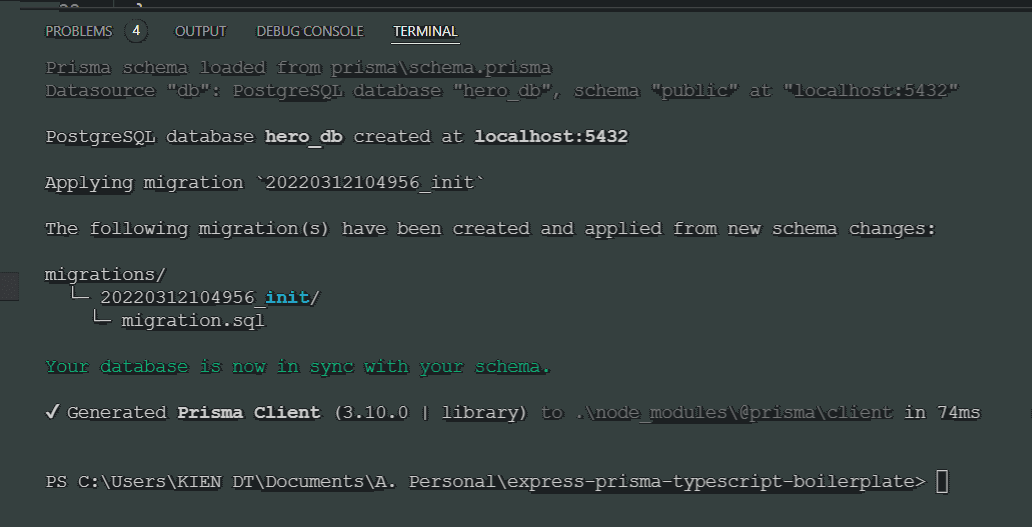 PROBLEMS 4 OUTPUT DEBUG CONSOLE TERMINAL
Prisma schema loaded from prisma\schema.prisma
Datasource "db": PostgreSQL database "hero_db", schema "public" at "localhost:5432"
PostgreSQL database hero_db created at localhost:5432
Applying migration `20220312104956_init`
The following migration(s) have been created and applied from new schema changes:
migrations/
└─ 20220312104956_init/
└─ migration.sql
Your database is now in sync with your schema.
✔ Generated Prisma Client (3.10.0 | library) to .\node_modules\@prisma\client in 74ms
PS C:\Users\KIEN DT\Documents\A. Personal\express-prisma-typescript-boilerplate>